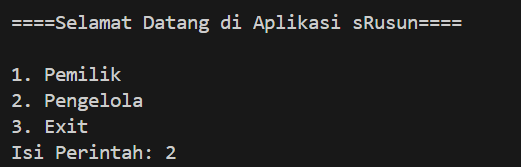 ====Selamat Datang di Aplikasi sRusun====
1. Pemilik
2. Pengelola
3. Exit
Isi Perintah: 2